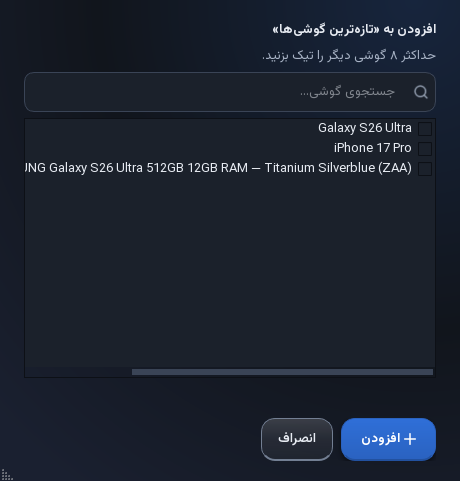 افزودن به «تازه‌ترین گوشی‌ها»
حداکثر ۸ گوشی دیگر را تیک بزنید.
جستجوی گوشی...
Galaxy S26 Ultra
iPhone 17 Pro
Galaxy S26 Ultra 512GB 12GB RAM — Titanium Silverblue (ZAA)
افزودن
انصراف